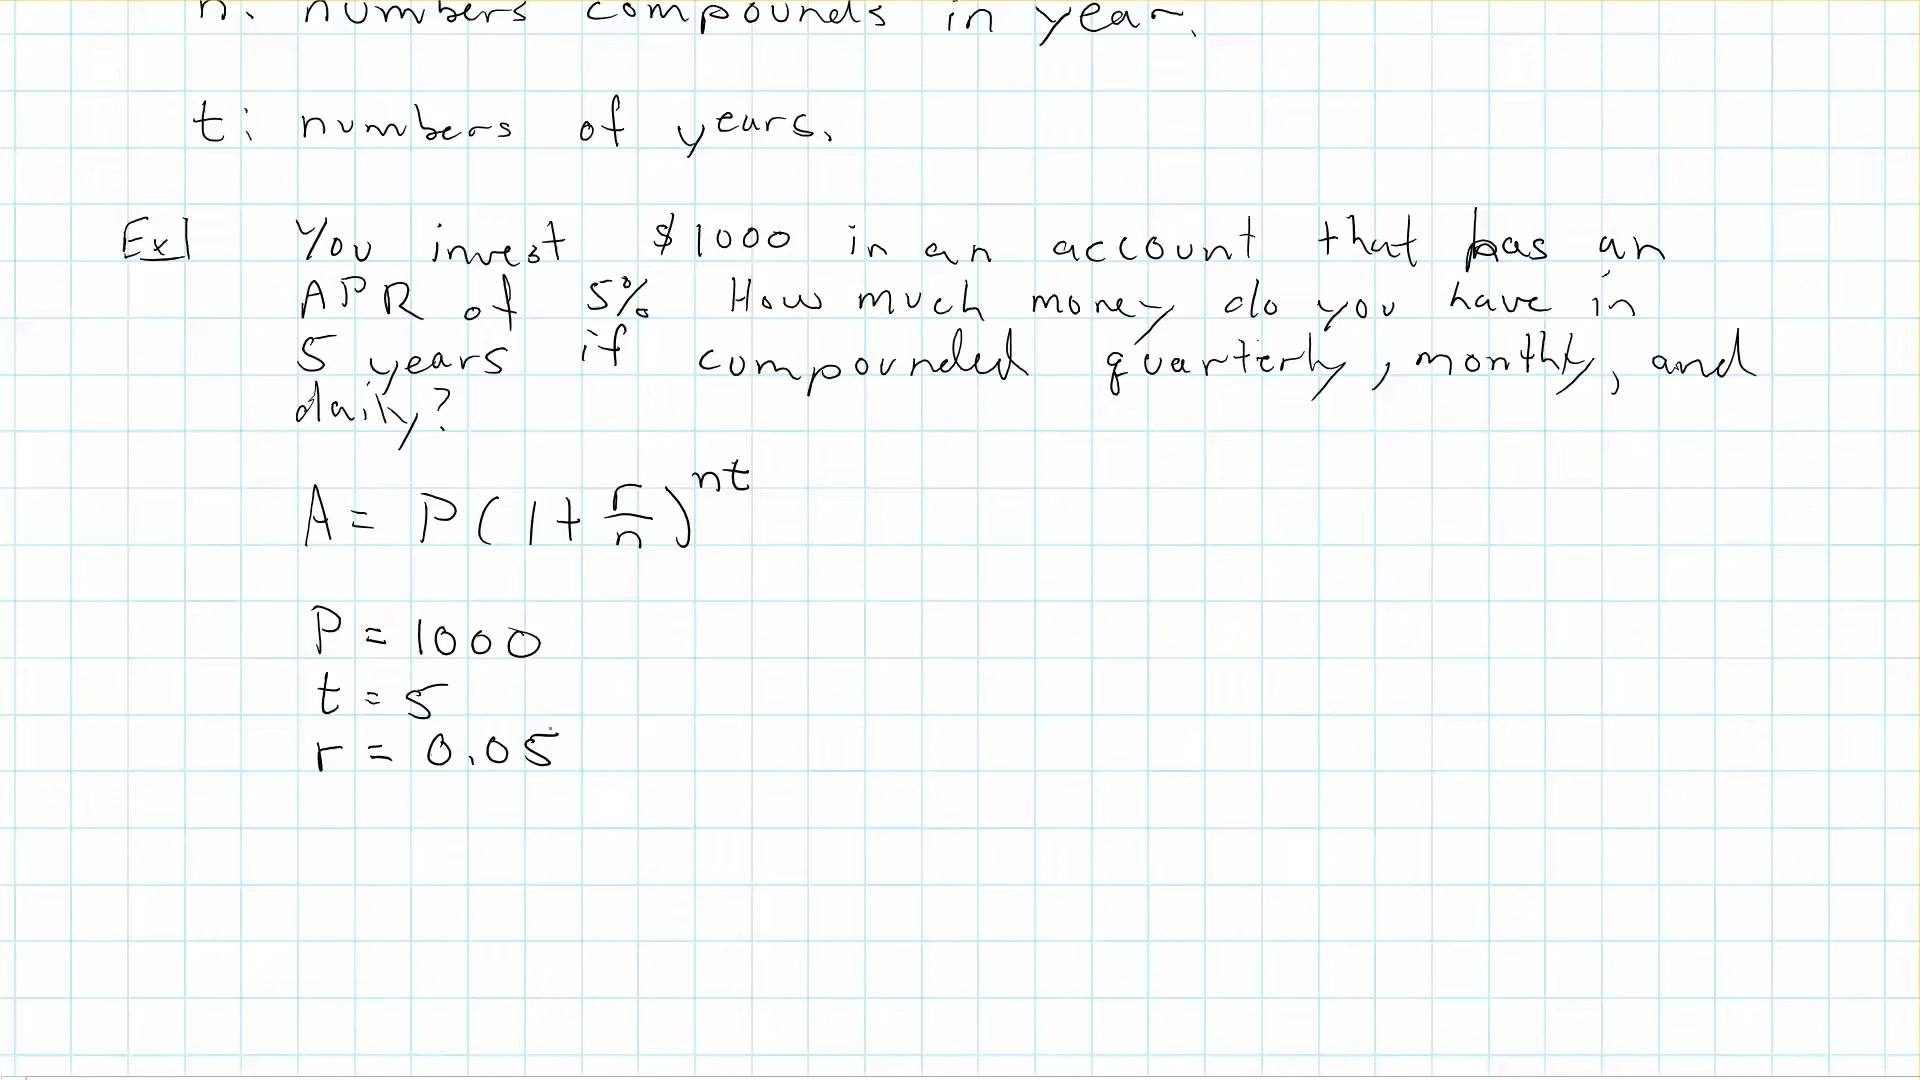 n: numbers compounds in year.
t: numbers of years.
Ex1 You invest $1000 in an account that has an
APR of 5% How much money do you have in
5 years if compounded quarterly, monthly, and
daily?
A = P(1+r/n)^nt
P = 1000
t = 5
r = 0.05